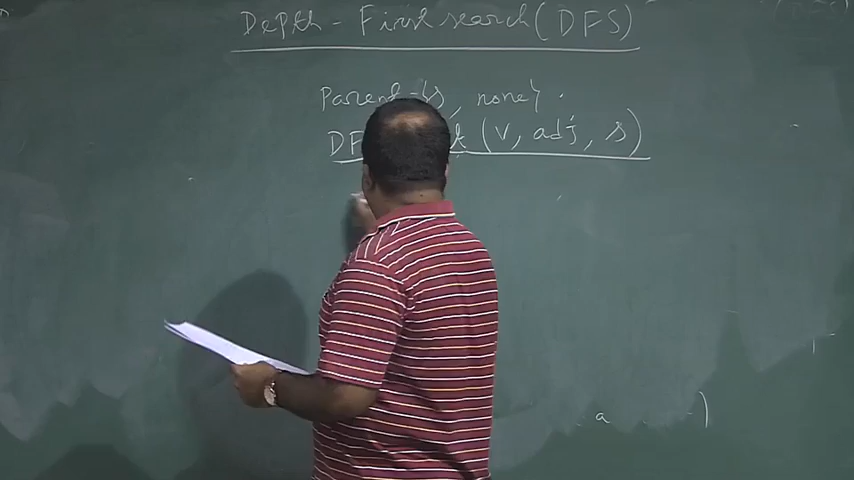 Depth-First search (DFS)
Parent , none} .
(V, adj, s)
a )